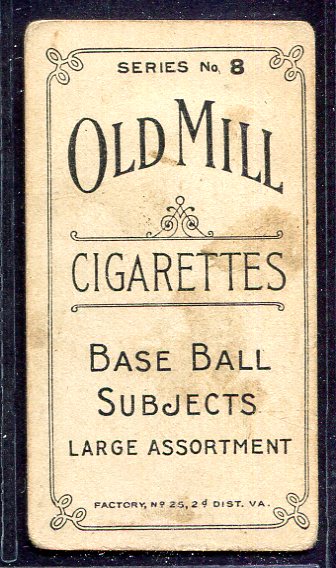 SERIES No. 8
OLD MILL
CIGARETTES
BASE BALL
SUBJECTS
LARGE ASSORTMENT
FACTORY, Nº 25, 2d DIST. VA.